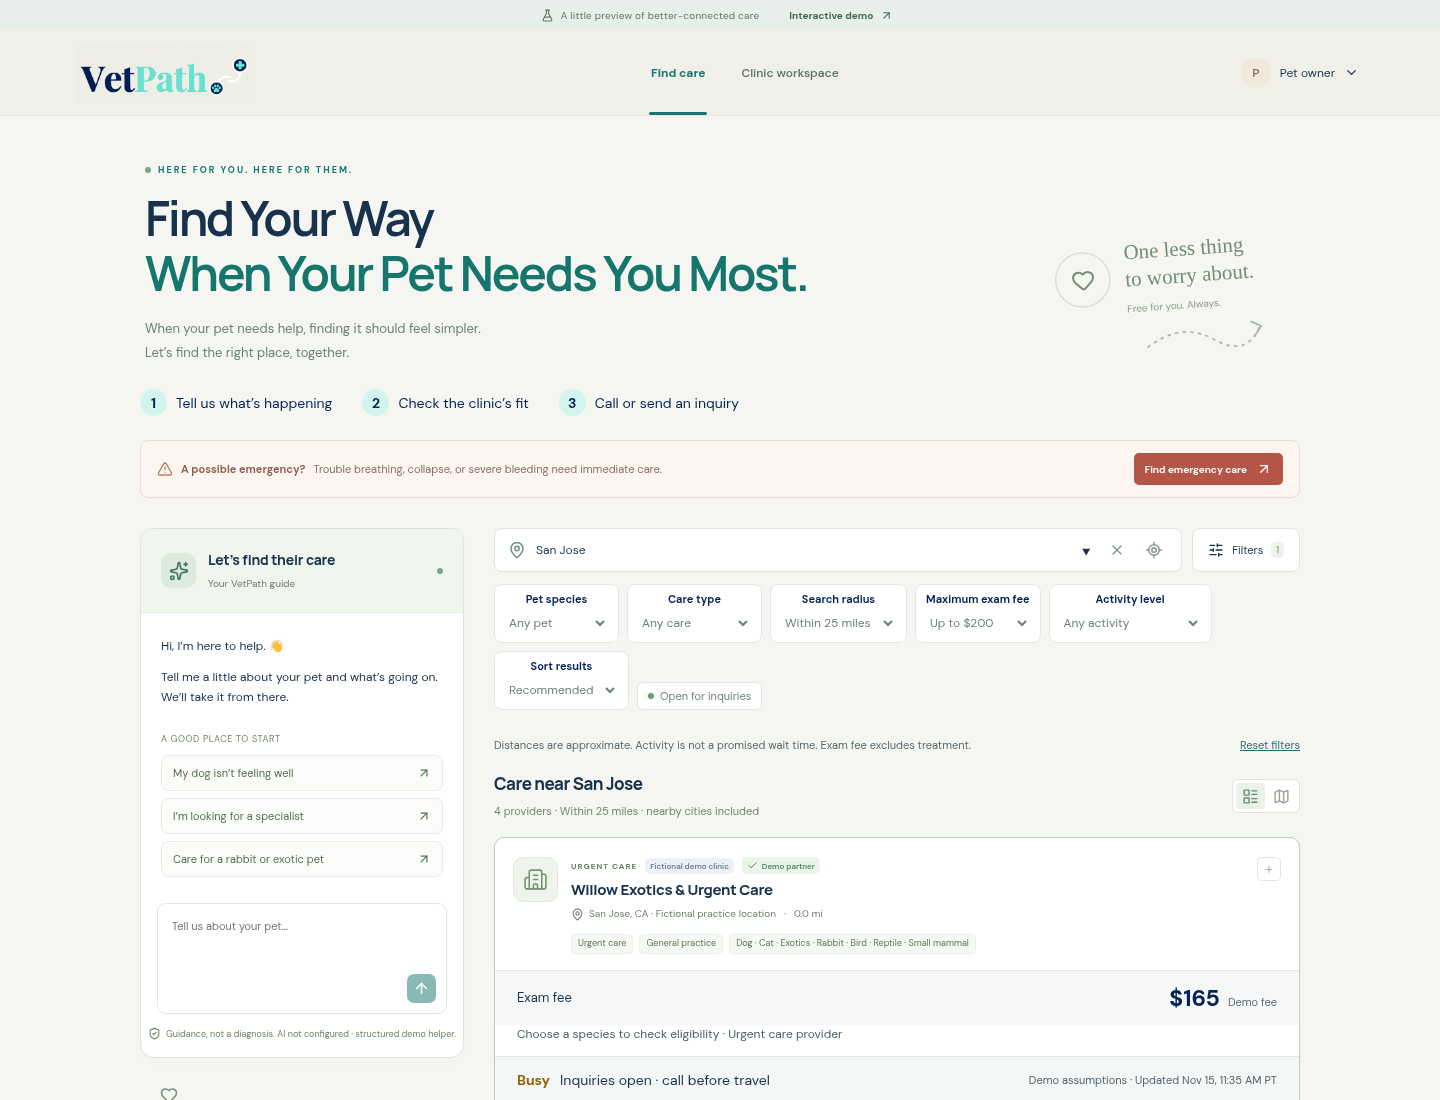 A little preview of better-connected care Interactive demo
VetPath
Find care Clinic workspace
P Pet owner
HERE FOR YOU. HERE FOR THEM.
Find Your Way
When Your Pet Needs You Most.
When your pet needs help, finding it should feel simpler.
Let's find the right place, together.
One less thing
to worry about.
Free for you. Always.
1 Tell us what's happening 2 Check the clinic's fit 3 Call or send an inquiry
A possible emergency? Trouble breathing, collapse, or severe bleeding need immediate care. Find emergency care
Let's find their care
Your VetPath guide
Hi, I'm here to help. 👋
Tell me a little about your pet and what's going on.
We'll take it from there.
A GOOD PLACE TO START
My dog isn't feeling well
I'm looking for a specialist
Care for a rabbit or exotic pet
Tell us about your pet…
Guidance, not a diagnosis. AI not configured · structured demo helper.
San Jose
Filters 1
Pet species
Any pet
Care type
Any care
Search radius
Within 25 miles
Maximum exam fee
Up to $200
Activity level
Any activity
Sort results
Recommended
Open for inquiries
Distances are approximate. Activity is not a promised wait time. Exam fee excludes treatment. Reset filters
Care near San Jose
4 providers · Within 25 miles · nearby cities included
URGENT CARE Fictional demo clinic Demo partner
Willow Exotics & Urgent Care
San Jose, CA · Fictional practice location · 0.0 mi
Urgent care General practice Dog · Cat · Exotics · Rabbit · Bird · Reptile · Small mammal
Exam fee $165 Demo fee
Choose a species to check eligibility · Urgent care provider
Busy Inquiries open · call before travel Demo assumptions · Updated Nov 15, 11:35 AM PT